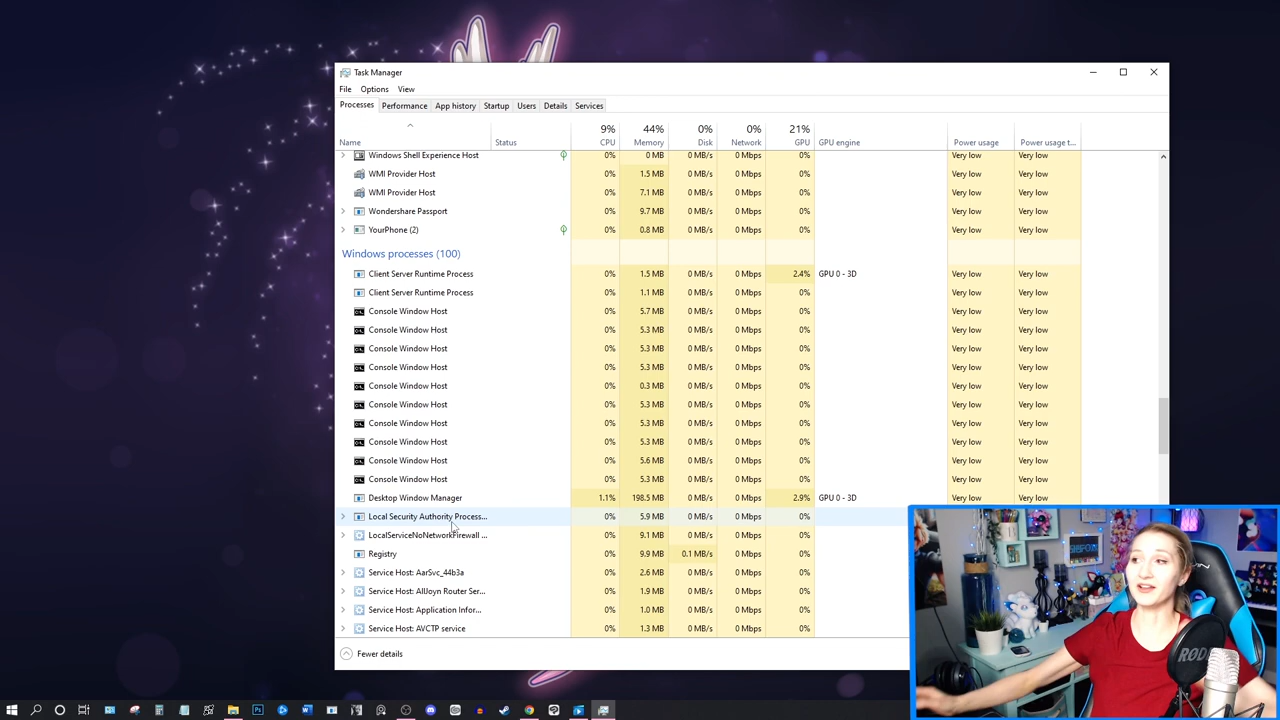 Task Manager
File Options View
Processes Performance App history Startup Users Details Services
9% 44% 0% 0% 21%
Name Status CPU Memory Disk Network GPU GPU engine Power usage Power usage t...
Windows Shell Experience Host 0% 0 MB 0 MB/s 0 Mbps 0% Very low Very low
WMI Provider Host 0% 1.5 MB 0 MB/s 0 Mbps 0% Very low Very low
WMI Provider Host 0% 7.1 MB 0 MB/s 0 Mbps 0% Very low Very low
Wondershare Passport 0% 9.7 MB 0 MB/s 0 Mbps 0% Very low Very low
YourPhone (2) 0% 0.8 MB 0 MB/s 0 Mbps 0% Very low Very low
Windows processes (100)
Client Server Runtime Process 0% 1.5 MB 0 MB/s 0 Mbps 2.4% GPU 0 - 3D Very low Very low
Client Server Runtime Process 0% 1.1 MB 0 MB/s 0 Mbps 0% Very low Very low
Console Window Host 0% 5.7 MB 0 MB/s 0 Mbps 0% Very low Very low
Console Window Host 0% 5.3 MB 0 MB/s 0 Mbps 0% Very low Very low
Console Window Host 0% 5.3 MB 0 MB/s 0 Mbps 0% Very low Very low
Console Window Host 0% 5.3 MB 0 MB/s 0 Mbps 0% Very low Very low
Console Window Host 0% 0.3 MB 0 MB/s 0 Mbps 0% Very low Very low
Console Window Host 0% 5.3 MB 0 MB/s 0 Mbps 0% Very low Very low
Console Window Host 0% 5.3 MB 0 MB/s 0 Mbps 0% Very low Very low
Console Window Host 0% 5.3 MB 0 MB/s 0 Mbps 0% Very low Very low
Console Window Host 0% 5.6 MB 0 MB/s 0 Mbps 0% Very low Very low
Console Window Host 0% 5.3 MB 0 MB/s 0 Mbps 0% Very low Very low
Desktop Window Manager 1.1% 198.5 MB 0 MB/s 0 Mbps 2.9% GPU 0 - 3D Very low Very low
Local Security Authority Process... 0% 5.9 MB 0 MB/s 0 Mbps 0%
LocalServiceNoNetworkFirewall ... 0% 9.1 MB 0 MB/s 0 Mbps 0%
Registry 0% 9.9 MB 0.1 MB/s 0 Mbps 0%
Service Host: AarSvc_44b3a 0% 2.6 MB 0 MB/s 0 Mbps 0%
Service Host: AllJoyn Router Ser... 0% 1.9 MB 0 MB/s 0 Mbps 0%
Service Host: Application Infor... 0% 1.0 MB 0 MB/s 0 Mbps 0%
Service Host: AVCTP service 0% 1.3 MB 0 MB/s 0 Mbps 0%
Fewer details
RODE